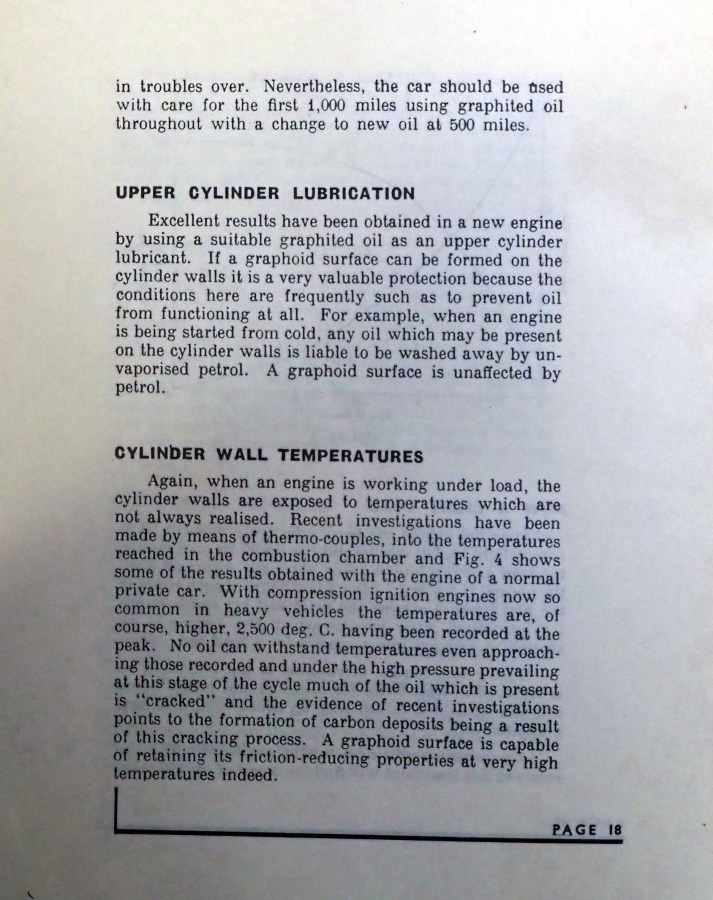 in troubles over. Nevertheless, the car should be used
with care for the first 1,000 miles using graphited oil
throughout with a change to new oil at 500 miles.
UPPER CYLINDER LUBRICATION
Excellent results have been obtained in a new engine
by using a suitable graphited oil as an upper cylinder
lubricant. If a graphoid surface can be formed on the
cylinder walls it is a very valuable protection because the
conditions here are frequently such as to prevent oil
from functioning at all. For example, when an engine
is being started from cold, any oil which may be present
on the cylinder walls is liable to be washed away by un-
vaporised petrol. A graphoid surface is unaffected by
petrol.
CYLINDER WALL TEMPERATURES
Again, when an engine is working under load, the
cylinder walls are exposed to temperatures which are
not always realised. Recent investigations have been
made by means of thermo-couples, into the temperatures
reached in the combustion chamber and Fig. 4 shows
some of the results obtained with the engine of a normal
private car. With compression ignition engines now so
common in heavy vehicles the temperatures are, of
course, higher, 2,500 deg. C. having been recorded at the
peak. No oil can withstand temperatures even approach-
ing those recorded and under the high pressure prevailing
at this stage of the cycle much of the oil which is present
is "cracked" and the evidence of recent investigations
points to the formation of carbon deposits being a result
of this cracking process. A graphoid surface is capable
of retaining its friction-reducing properties at very high
temperatures indeed.
PAGE 18